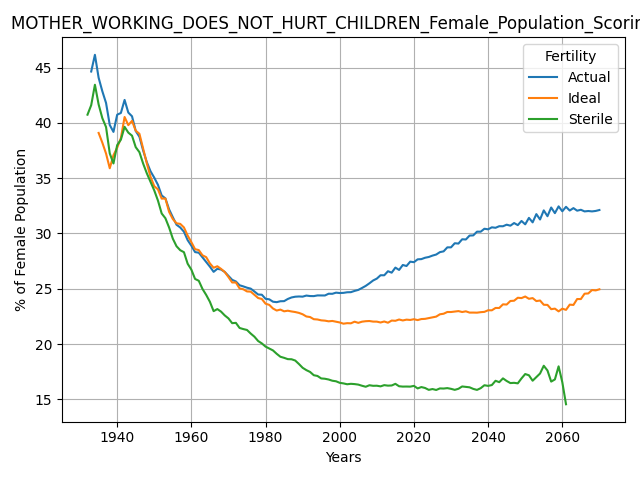 MOTHER_WORKING_DOES_NOT_HURT_CHILDREN_Female_Population_Scorin
Fertility
Actual
Ideal
Sterile
% of Female Population
45
40
35
30
25
20
15
1940 1960 1980 2000 2020 2040 2060
Years